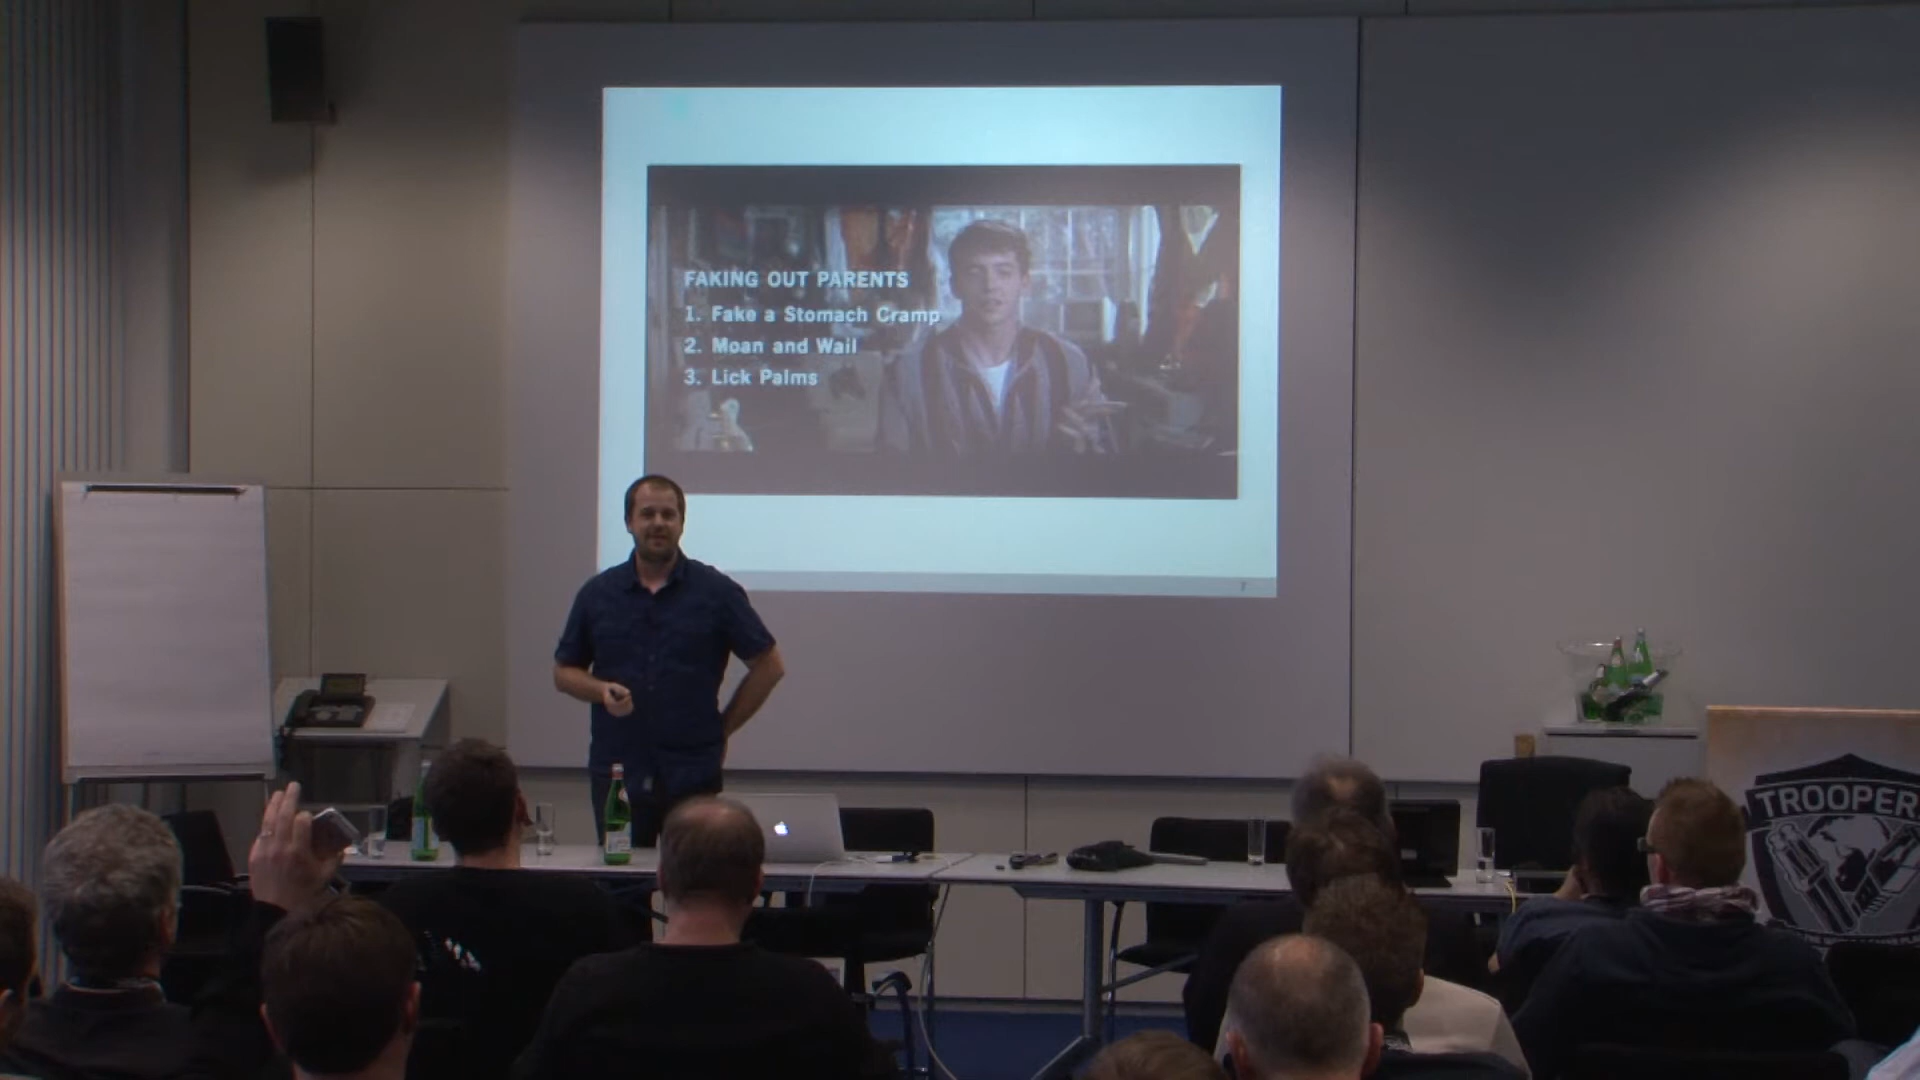 FAKING OUT PARENTS
1. Fake a Stomach Cramp
2. Moan and Wail
3. Lick Palms
TROOPERS